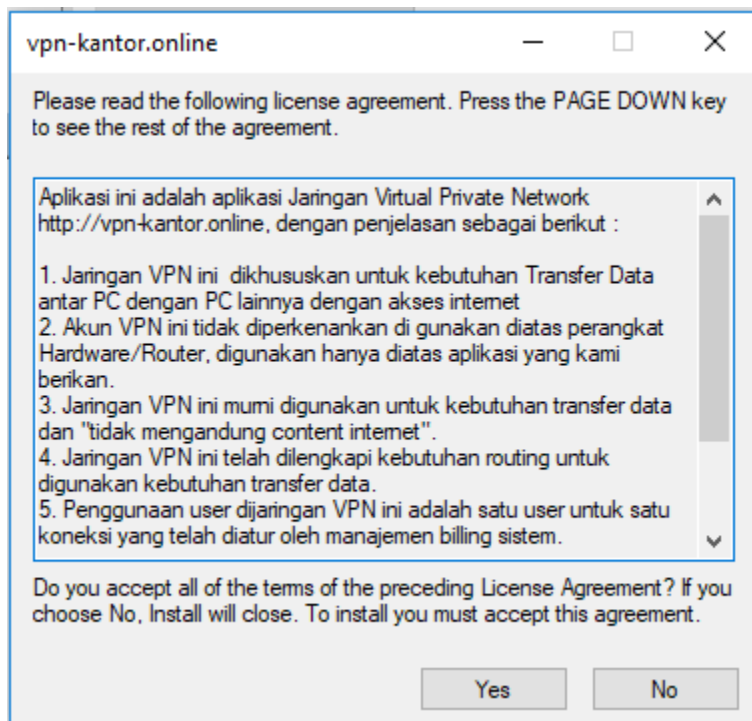 vpn-kantor.online
Please read the following license agreement. Press the PAGE DOWN key
to see the rest of the agreement.
Aplikasi ini adalah aplikasi Jaringan Virtual Private Network
http://vpn-kantor.online, dengan penjelasan sebagai berikut :
1. Jaringan VPN ini  dikhususkan untuk kebutuhan Transfer Data
antar PC dengan PC lainnya dengan akses internet
2. Akun VPN ini tidak diperkenankan di gunakan diatas perangkat
Hardware/Router, digunakan hanya diatas aplikasi yang kami
berikan.
3. Jaringan VPN ini murni digunakan untuk kebutuhan transfer data
dan "tidak mengandung content internet".
4. Jaringan VPN ini telah dilengkapi kebutuhan routing untuk
digunakan kebutuhan transfer data.
5. Penggunaan user dijaringan VPN ini adalah satu user untuk satu
koneksi yang telah diatur oleh manajemen billing sistem.
Do you accept all of the terms of the preceding License Agreement? If you
choose No, Install will close. To install you must accept this agreement.
Yes
No